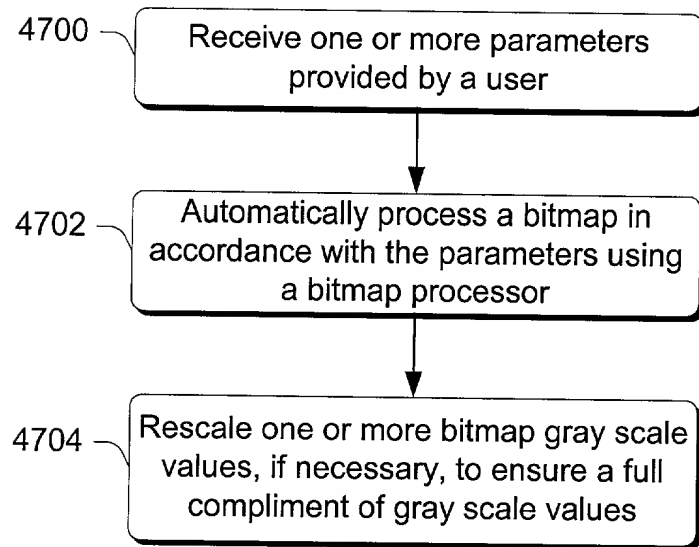 4700
Receive one or more parameters
provided by a user
4702
Automatically process a bitmap in
accordance with the parameters using
a bitmap processor
4704
Rescale one or more bitmap gray scale
values, if necessary, to ensure a full
compliment of gray scale values